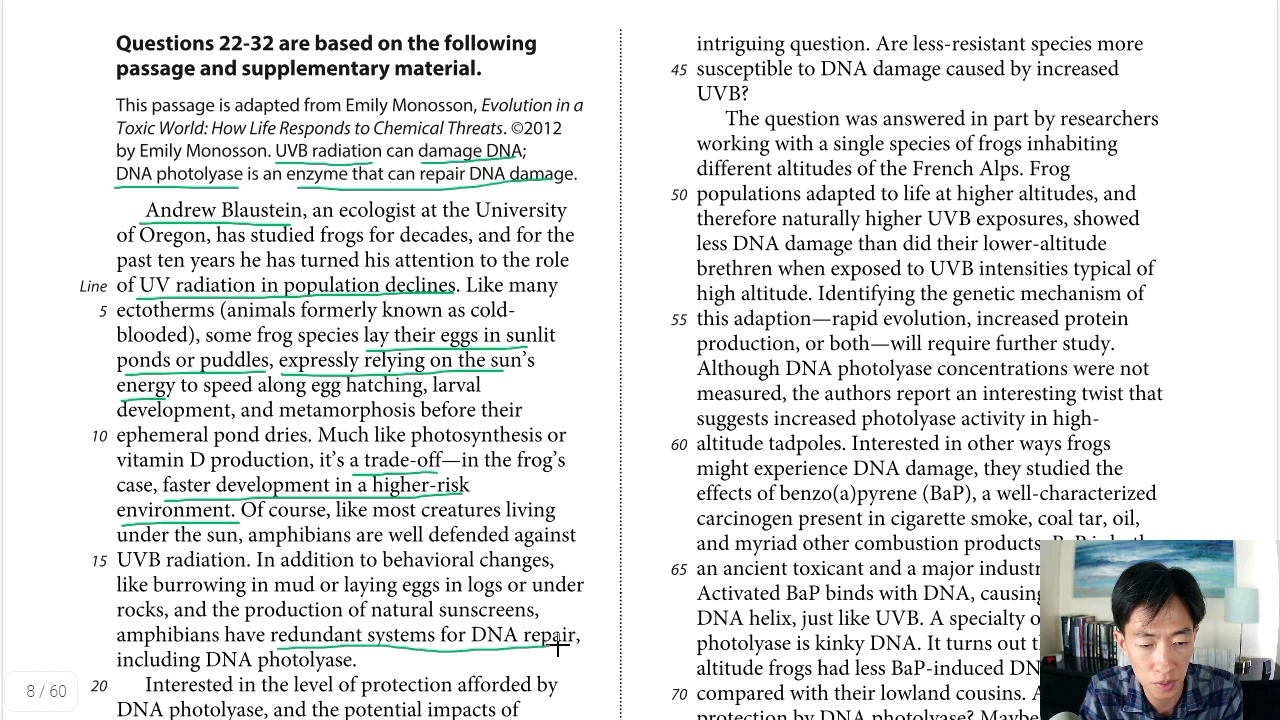 Questions 22-32 are based on the following
passage and supplementary material.
This passage is adapted from Emily Monosson, Evolution in a
Toxic World: How Life Responds to Chemical Threats. ©2012
by Emily Monosson. UVB radiation can damage DNA;
DNA photolyase is an enzyme that can repair DNA damage.
Andrew Blaustein, an ecologist at the University
of Oregon, has studied frogs for decades, and for the
past ten years he has turned his attention to the role
Line of UV radiation in population declines. Like many
5 ectotherms (animals formerly known as cold-
blooded), some frog species lay their eggs in sunlit
ponds or puddles, expressly relying on the sun's
energy to speed along egg hatching, larval
development, and metamorphosis before their
10 ephemeral pond dries. Much like photosynthesis or
vitamin D production, it's a trade-off—in the frog's
case, faster development in a higher-risk
environment. Of course, like most creatures living
under the sun, amphibians are well defended against
15 UVB radiation. In addition to behavioral changes,
like burrowing in mud or laying eggs in logs or under
rocks, and the production of natural sunscreens,
amphibians have redundant systems for DNA repair,
including DNA photolyase.
20 Interested in the level of protection afforded by
DNA photolyase, and the potential impacts of
intriguing question. Are less-resistant species more
45 susceptible to DNA damage caused by increased
UVB?
The question was answered in part by researchers
working with a single species of frogs inhabiting
different altitudes of the French Alps. Frog
50 populations adapted to life at higher altitudes, and
therefore naturally higher UVB exposures, showed
less DNA damage than did their lower-altitude
brethren when exposed to UVB intensities typical of
high altitude. Identifying the genetic mechanism of
55 this adaption—rapid evolution, increased protein
production, or both—will require further study.
Although DNA photolyase concentrations were not
measured, the authors report an interesting twist that
suggests increased photolyase activity in high-
60 altitude tadpoles. Interested in other ways frogs
might experience DNA damage, they studied the
effects of benzo(a)pyrene (BaP), a well-characterized
carcinogen present in cigarette smoke, coal tar, oil,
and myriad other combustion products.
65 an ancient toxicant and a major
Activated BaP binds with DNA, causing
DNA helix, just like UVB. A specialty
photolyase is kinky DNA. It turns out
altitude frogs had less BaP-induced
70 compared with their lowland cousins.
protection by DNA photolyase? Maybe
8 / 60